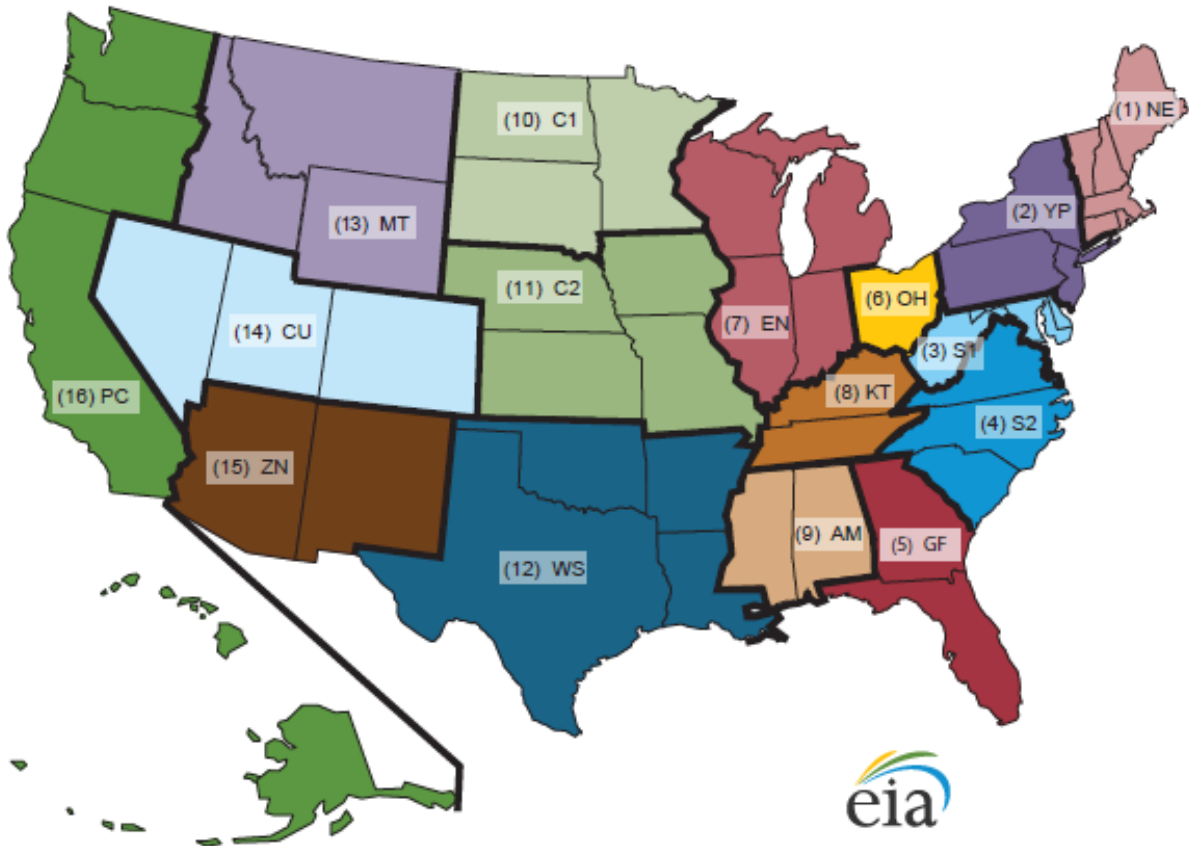 (1) NE
(10) C1
(2) YP
(13) MT
(11) C2
(6) OH
(7) EN
(14) CU
(3) S1
(16) PC
(8) KT
(4) S2
(15) ZN
(9) AM
(5) GF
(12) WS
eia